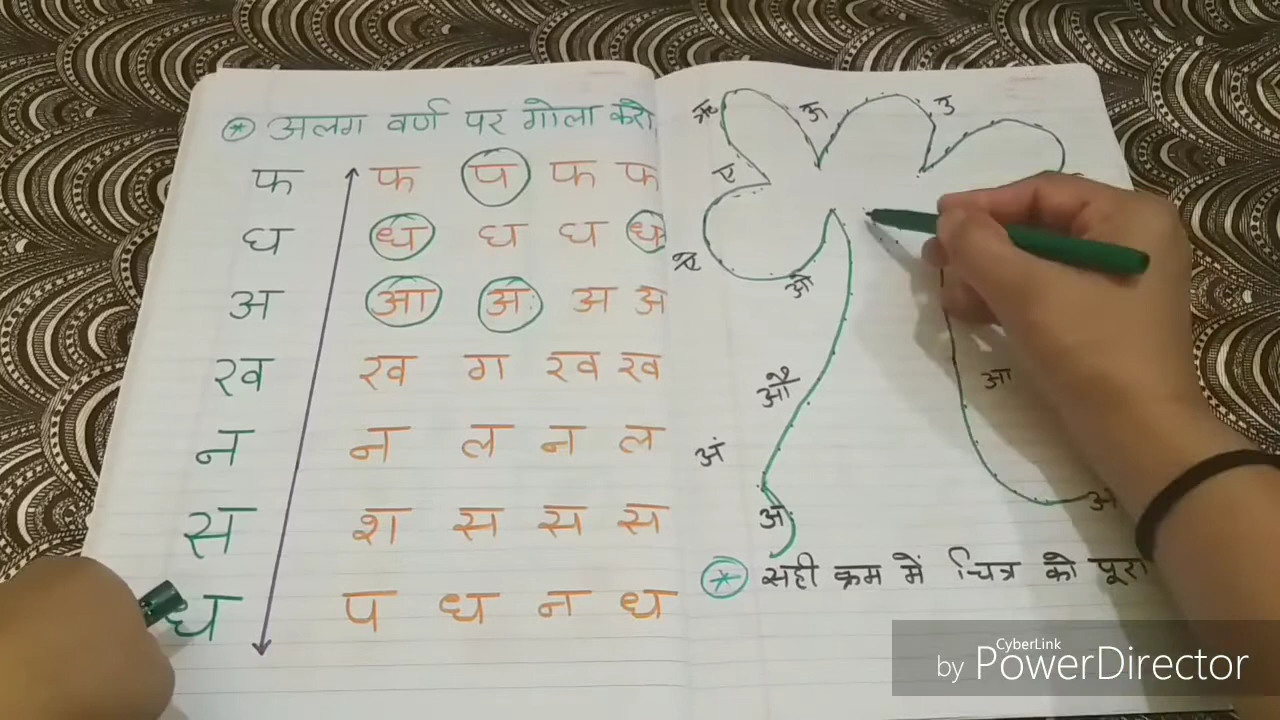 * अलग वर्ण पर गोला करो
फ फ प फ फ
घ ध घ घ ध
अ आ अः अ अ
ख ख ग ख ख
न न ल न ल
स श स स स
ध प ध न ध
ऋ ऊ उ
ए
ऐ ओ
औ आ
अं
अः अ
* सही क्रम में चित्र को पूरा
CyberLink
by PowerDirector